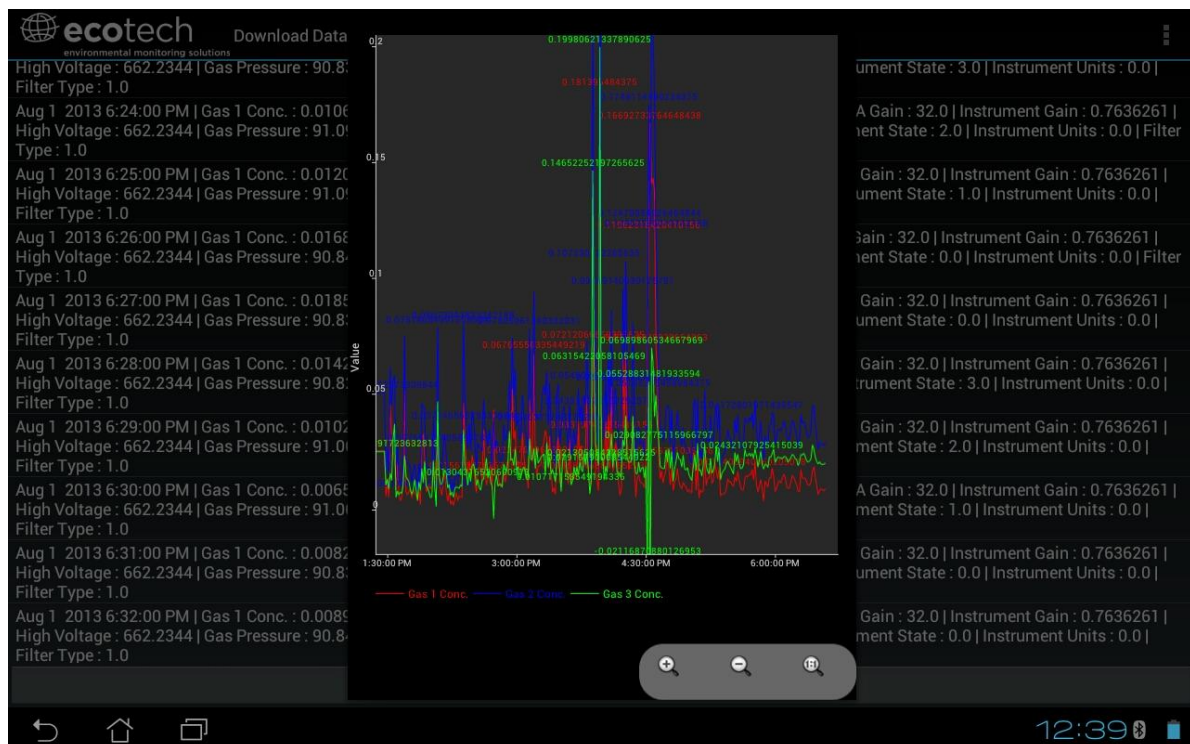 ecotech
environmental monitoring solutions
Download Data
High Voltage : 662.2344 | Gas Pressure : 90.8
ument State : 3.0 | Instrument Units : 0.0 |
Filter Type : 1.0
Aug 1 2013 6:24:00 PM | Gas 1 Conc. : 0.0106
A Gain : 32.0 | Instrument Gain : 0.7636261 |
High Voltage : 662.2344 | Gas Pressure : 91.0
ent State : 2.0 | Instrument Units : 0.0 | Filter
Type : 1.0
Aug 1 2013 6:25:00 PM | Gas 1 Conc. : 0.0120
Gain : 32.0 | Instrument Gain : 0.7636261 |
High Voltage : 662.2344 | Gas Pressure : 91.0
ument State : 1.0 | Instrument Units : 0.0 |
Filter Type : 1.0
Aug 1 2013 6:26:00 PM | Gas 1 Conc. : 0.0168
Gain : 32.0 | Instrument Gain : 0.7636261 |
High Voltage : 662.2344 | Gas Pressure : 90.8
ent State : 0.0 | Instrument Units : 0.0 | Filter
Type : 1.0
Aug 1 2013 6:27:00 PM | Gas 1 Conc. : 0.0185
Gain : 32.0 | Instrument Gain : 0.7636261 |
High Voltage : 662.2344 | Gas Pressure : 90.8
ument State : 0.0 | Instrument Units : 0.0 |
Filter Type : 1.0
Aug 1 2013 6:28:00 PM | Gas 1 Conc. : 0.0142
Gain : 32.0 | Instrument Gain : 0.7636261 |
High Voltage : 662.2344 | Gas Pressure : 90.8
trument State : 3.0 | Instrument Units : 0.0 |
Filter Type : 1.0
Aug 1 2013 6:29:00 PM | Gas 1 Conc. : 0.0102
Gain : 32.0 | Instrument Gain : 0.7636261 |
High Voltage : 662.2344 | Gas Pressure : 91.0
ment State : 2.0 | Instrument Units : 0.0 |
Filter Type : 1.0
Aug 1 2013 6:30:00 PM | Gas 1 Conc. : 0.0065
A Gain : 32.0 | Instrument Gain : 0.7636261 |
High Voltage : 662.2344 | Gas Pressure : 91.0
ment State : 1.0 | Instrument Units : 0.0 |
Filter Type : 1.0
Aug 1 2013 6:31:00 PM | Gas 1 Conc. : 0.0082
Gain : 32.0 | Instrument Gain : 0.7636261 |
High Voltage : 662.2344 | Gas Pressure : 90.8
ument State : 0.0 | Instrument Units : 0.0 |
Filter Type : 1.0
Aug 1 2013 6:32:00 PM | Gas 1 Conc. : 0.0089
Gain : 32.0 | Instrument Gain : 0.7636261 |
High Voltage : 662.2344 | Gas Pressure : 90.8
ment State : 0.0 | Instrument Units : 0.0 |
Filter Type : 1.0
0.2
0.19980621337890625
0.15
0.14652252197265625
0.1
Value
0.06989860534667969
0.06315422058105469
0.05528831481933594
0.05
0.029082775115966797
0.02432107925415039
91723632813
0
-0.02116870880126953
1:30:00 PM
3:00:00 PM
4:30:00 PM
6:00:00 PM
Gas 1 Conc.
Gas 2 Conc.
Gas 3 Conc.
1:1
12:39